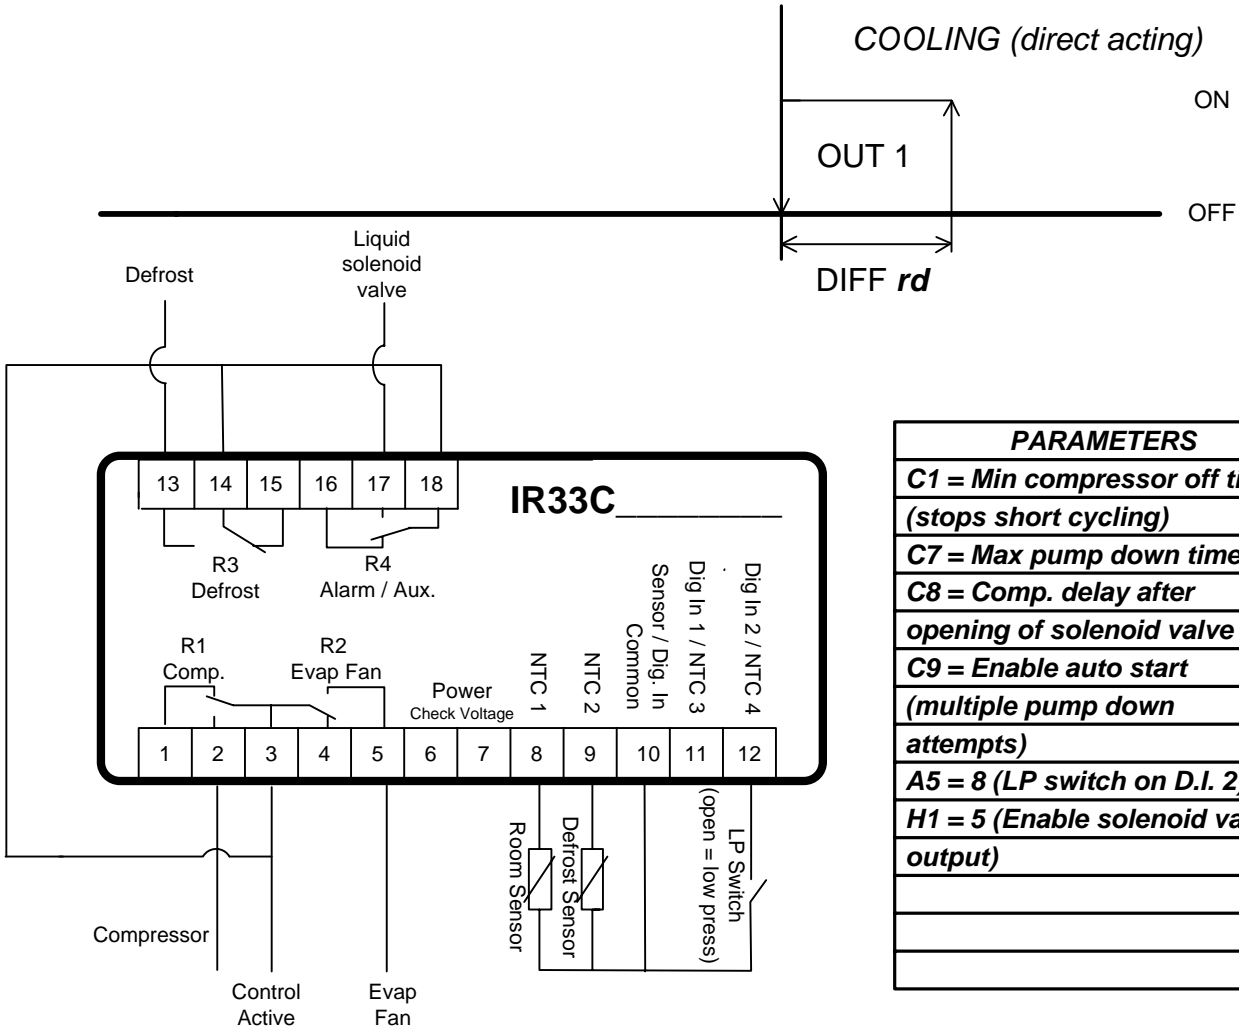 COOLING (direct acting)
ON
OUT 1
OFF
DIFF rd
Defrost
Liquid
solenoid
valve
13 14 15 16 17 18
IR33C__________
R3
Defrost
R4
Alarm / Aux.
R1
Comp.
R2
Evap Fan
Power
Check Voltage
NTC 1
NTC 2
Sensor / Dig. In
Common
Dig In 1 / NTC 3
Dig In 2 / NTC 4
1 2 3 4 5 6 7 8 9 10 11 12
Room Sensor
Defrost Sensor
(open = low press)
LP Switch
Compressor
Control
Active
Evap
Fan
PARAMETERS
C1 = Min compressor off
(stops short cycling)
C7 = Max pump down time
C8 = Comp. delay after
opening of solenoid valve
C9 = Enable auto start
(multiple pump down
attempts)
A5 = 8 (LP switch on D.I. 2)
H1 = 5 (Enable solenoid
output)